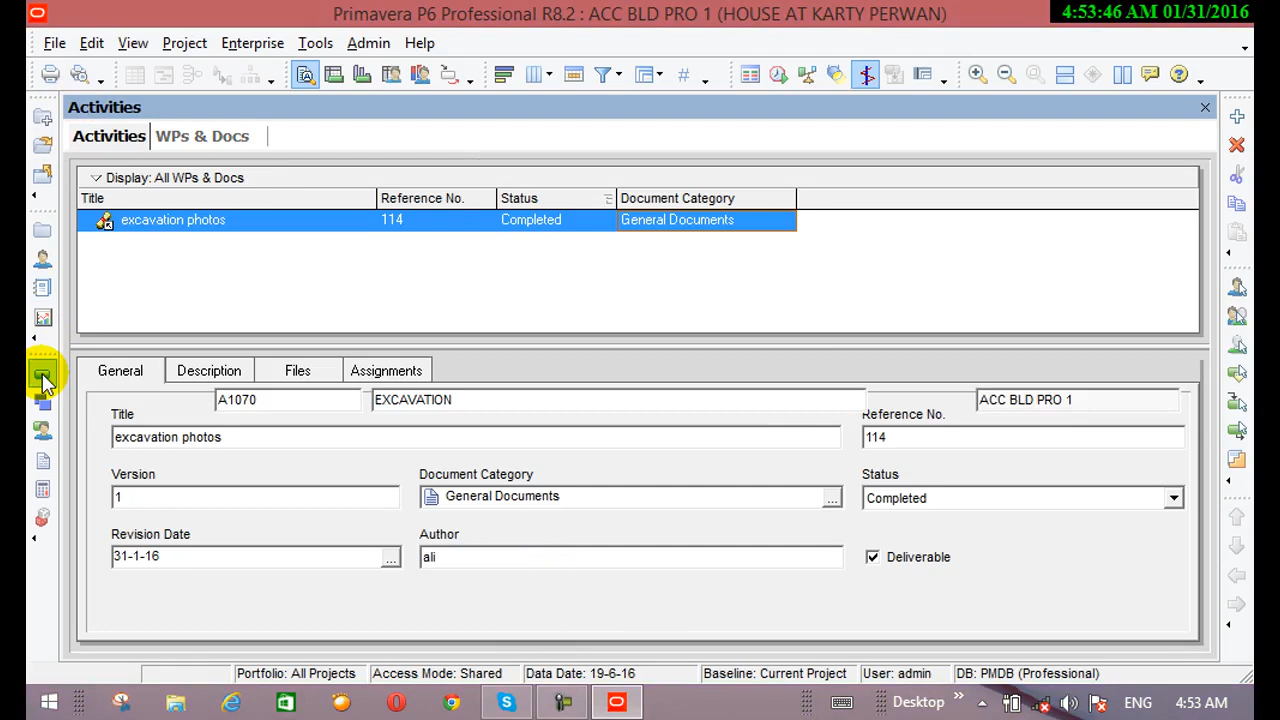 Primavera P6 Professional R8.2 : ACC BLD PRO 1 (HOUSE AT KARTY PERWAN)
4:53:46 AM 01/31/2016
File Edit View Project Enterprise Tools Admin Help
Activities
Activities WPs & Docs
Display: All WPs & Docs
Title Reference No. Status Document Category
excavation photos 114 Completed General Documents
General Description Files Assignments
A1070 EXCAVATION ACC BLD PRO 1
Title Reference No.
excavation photos 114
Version Document Category Status
1 General Documents ... Completed
Revision Date Author
31-1-16 ... ali Deliverable
Portfolio: All Projects Access Mode: Shared Data Date: 19-6-16 Baseline: Current Project User: admin DB: PMDB (Professional)
Desktop » ENG 4:53 AM